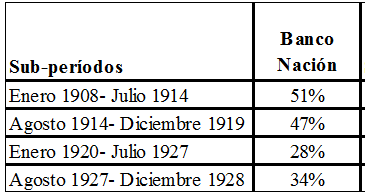 Banco
Sub-períodos Nación
Enero 1908- Julio 1914 51%
Agosto 1914- Diciembre 1919 47%
Enero 1920- Julio 1927 28%
Agosto 1927- Diciembre 1928 34%